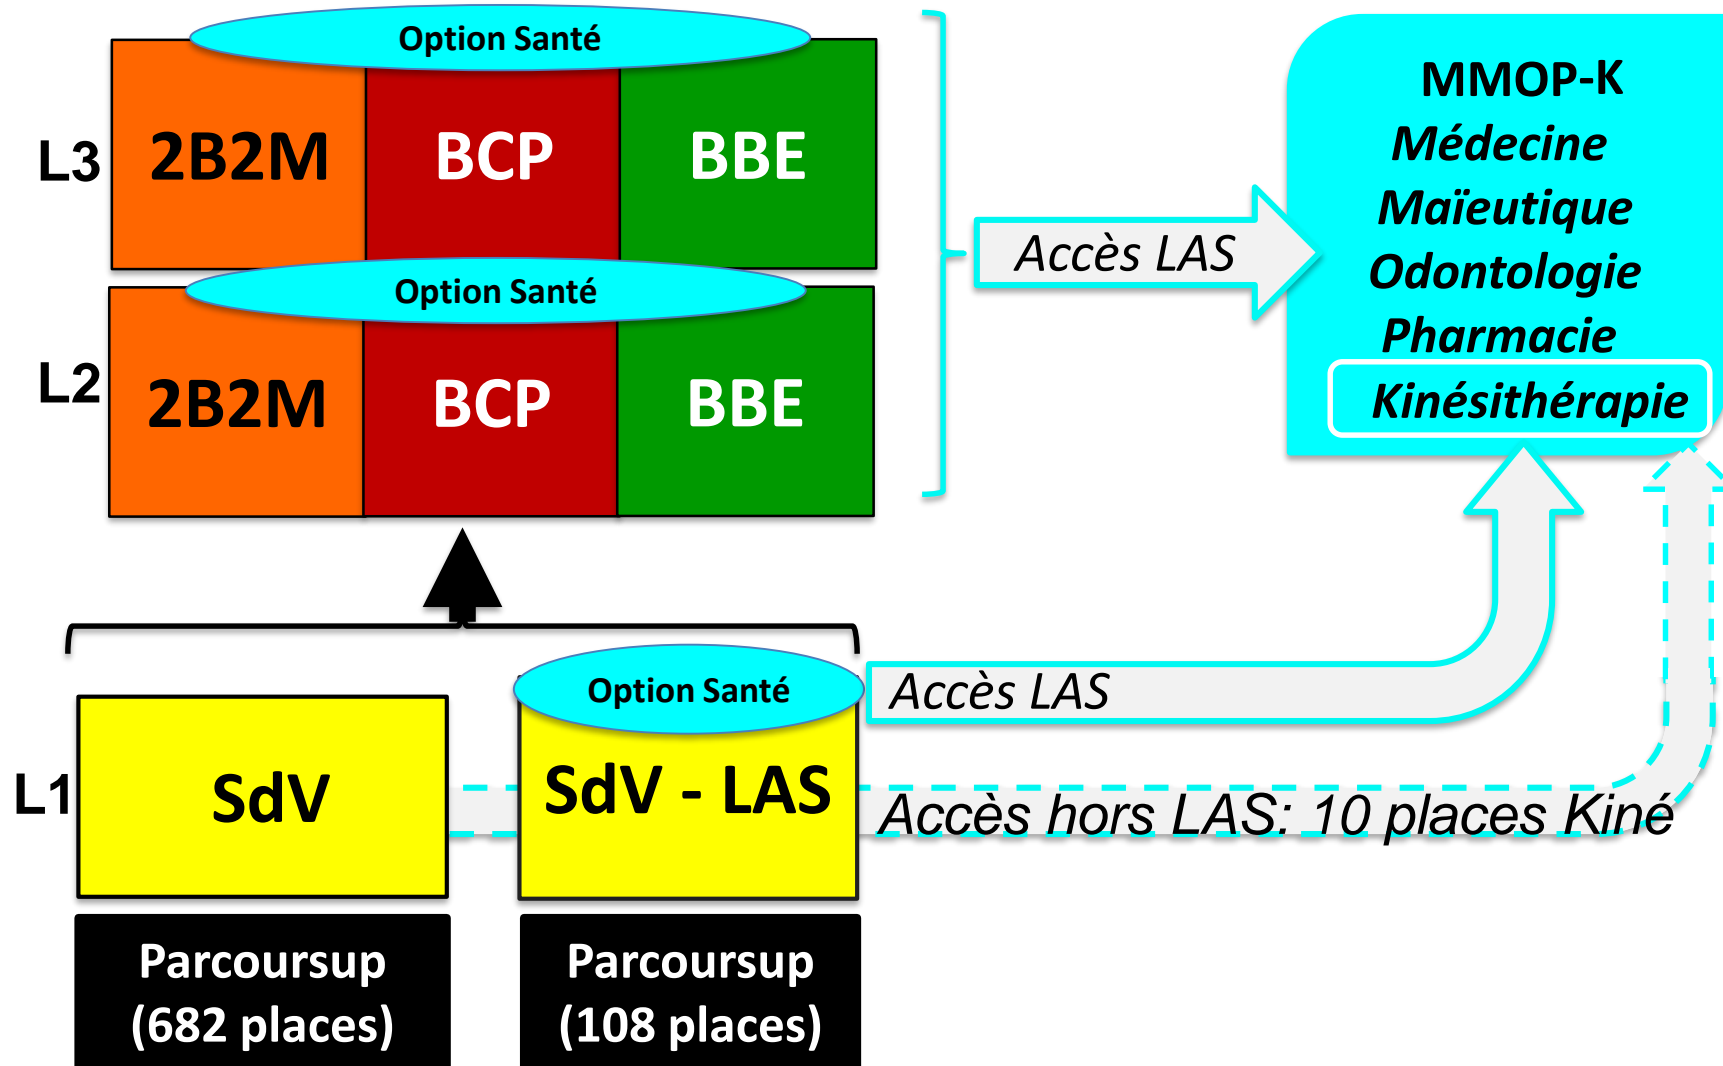 Option Santé
L3
2B2M
BCP
BBE
Option Santé
L2
2B2M
BCP
BBE
Accès LAS
MMOP-K
Médecine
Maïeutique
Odontologie
Pharmacie
Kinésithérapie
Option Santé
Accès LAS
L1
SdV
SdV - LAS
Accès hors LAS: 10 places Kiné
Parcoursup
(682 places)
Parcoursup
(108 places)